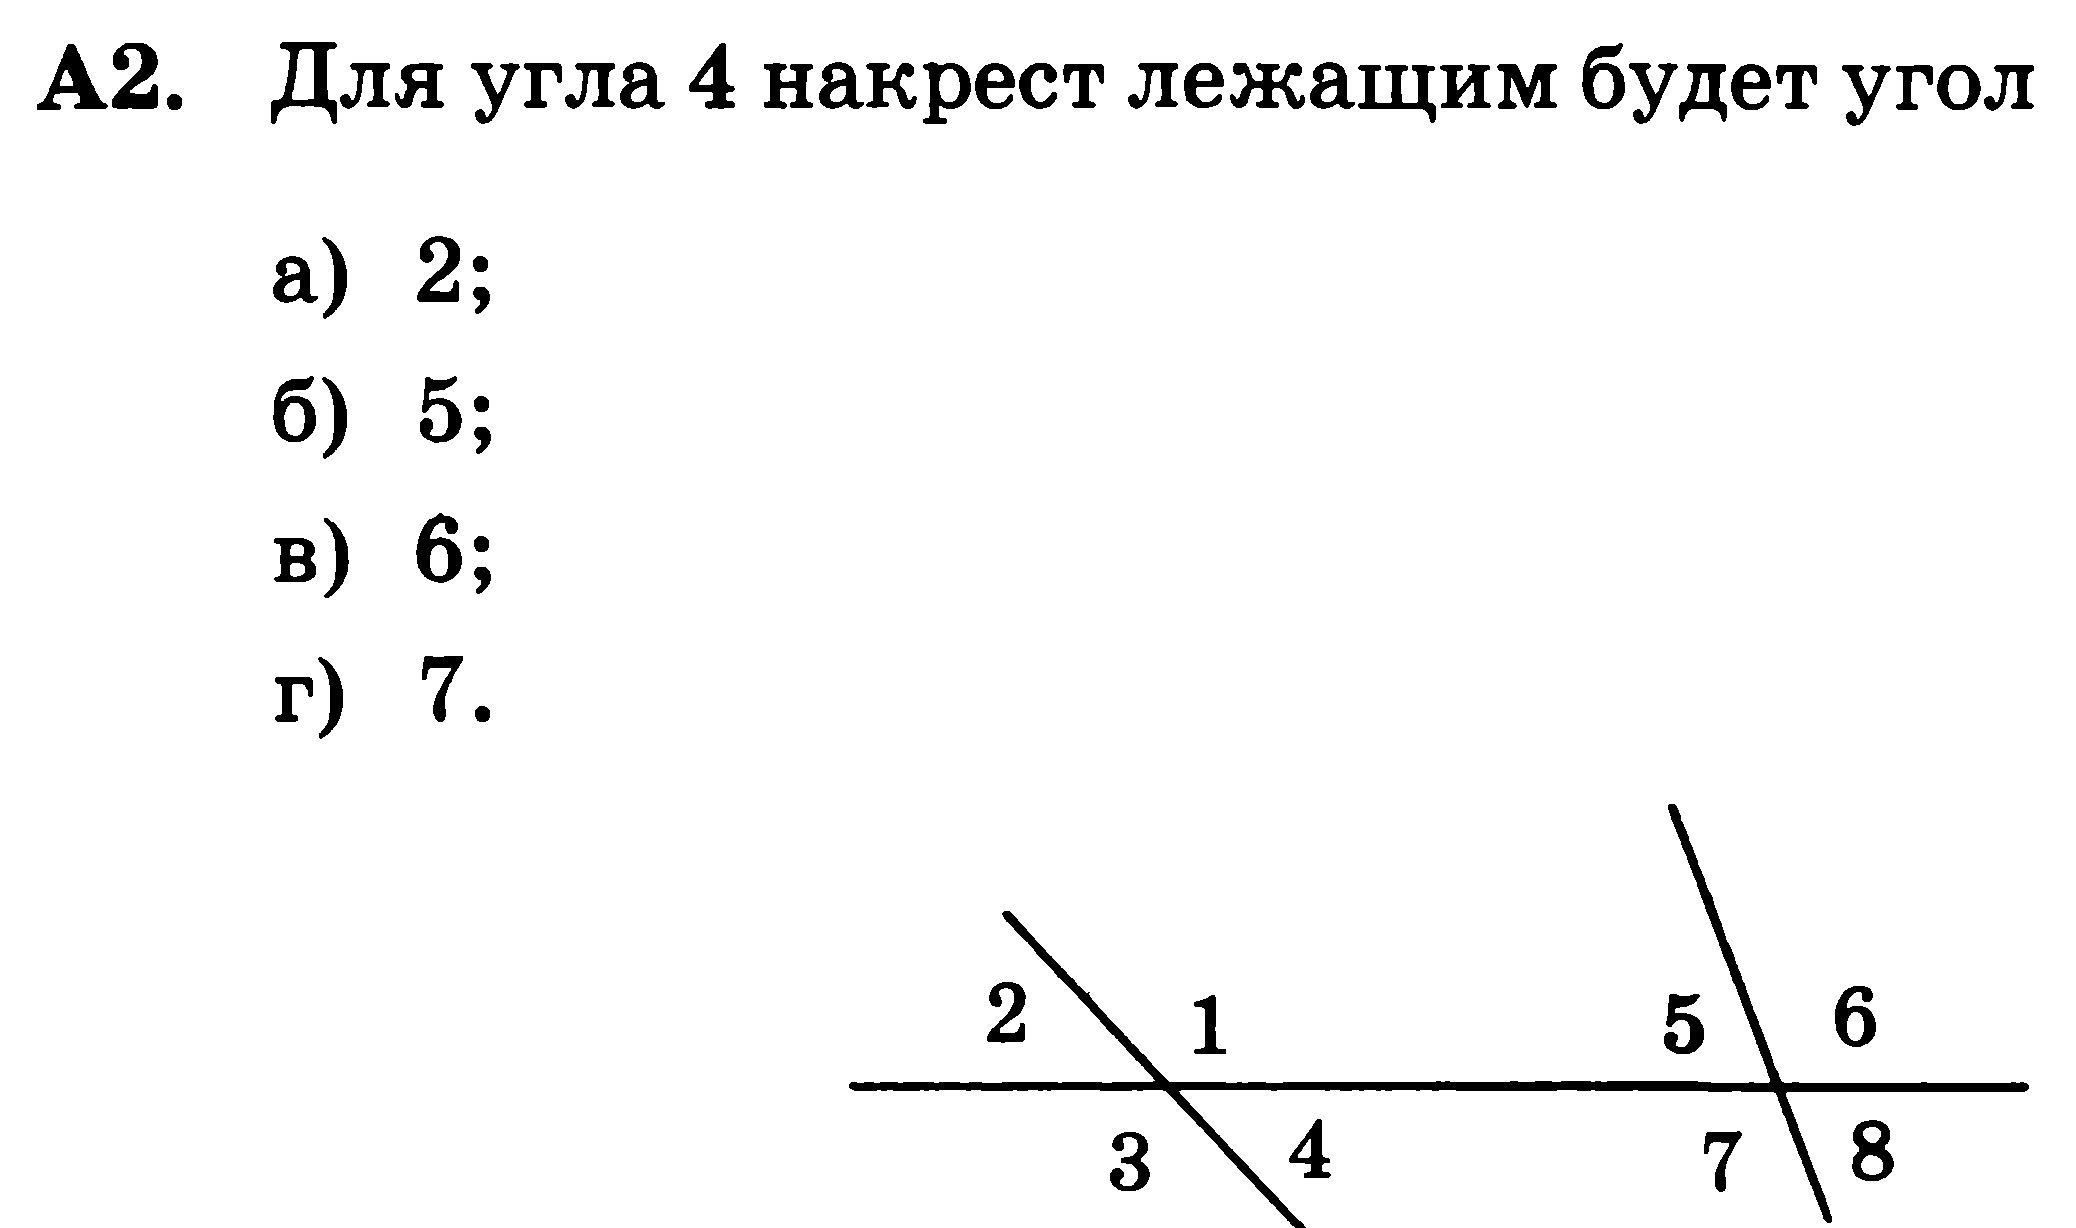 А2. Для угла 4 накрест лежащим будет угол
а) 2;
б) 5;
в) 6;
г) 7.
2 1 5 6
3 4 7 8